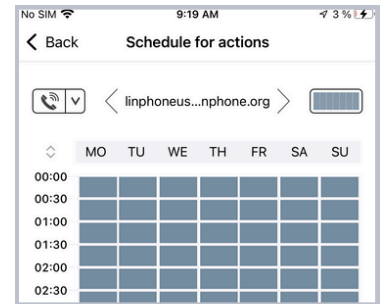 No SIM 9:19 AM 3 %
Back Schedule for actions
linphoneus...nphone.org
MO TU WE TH FR SA SU
00:00
00:30
01:00
01:30
02:00
02:30